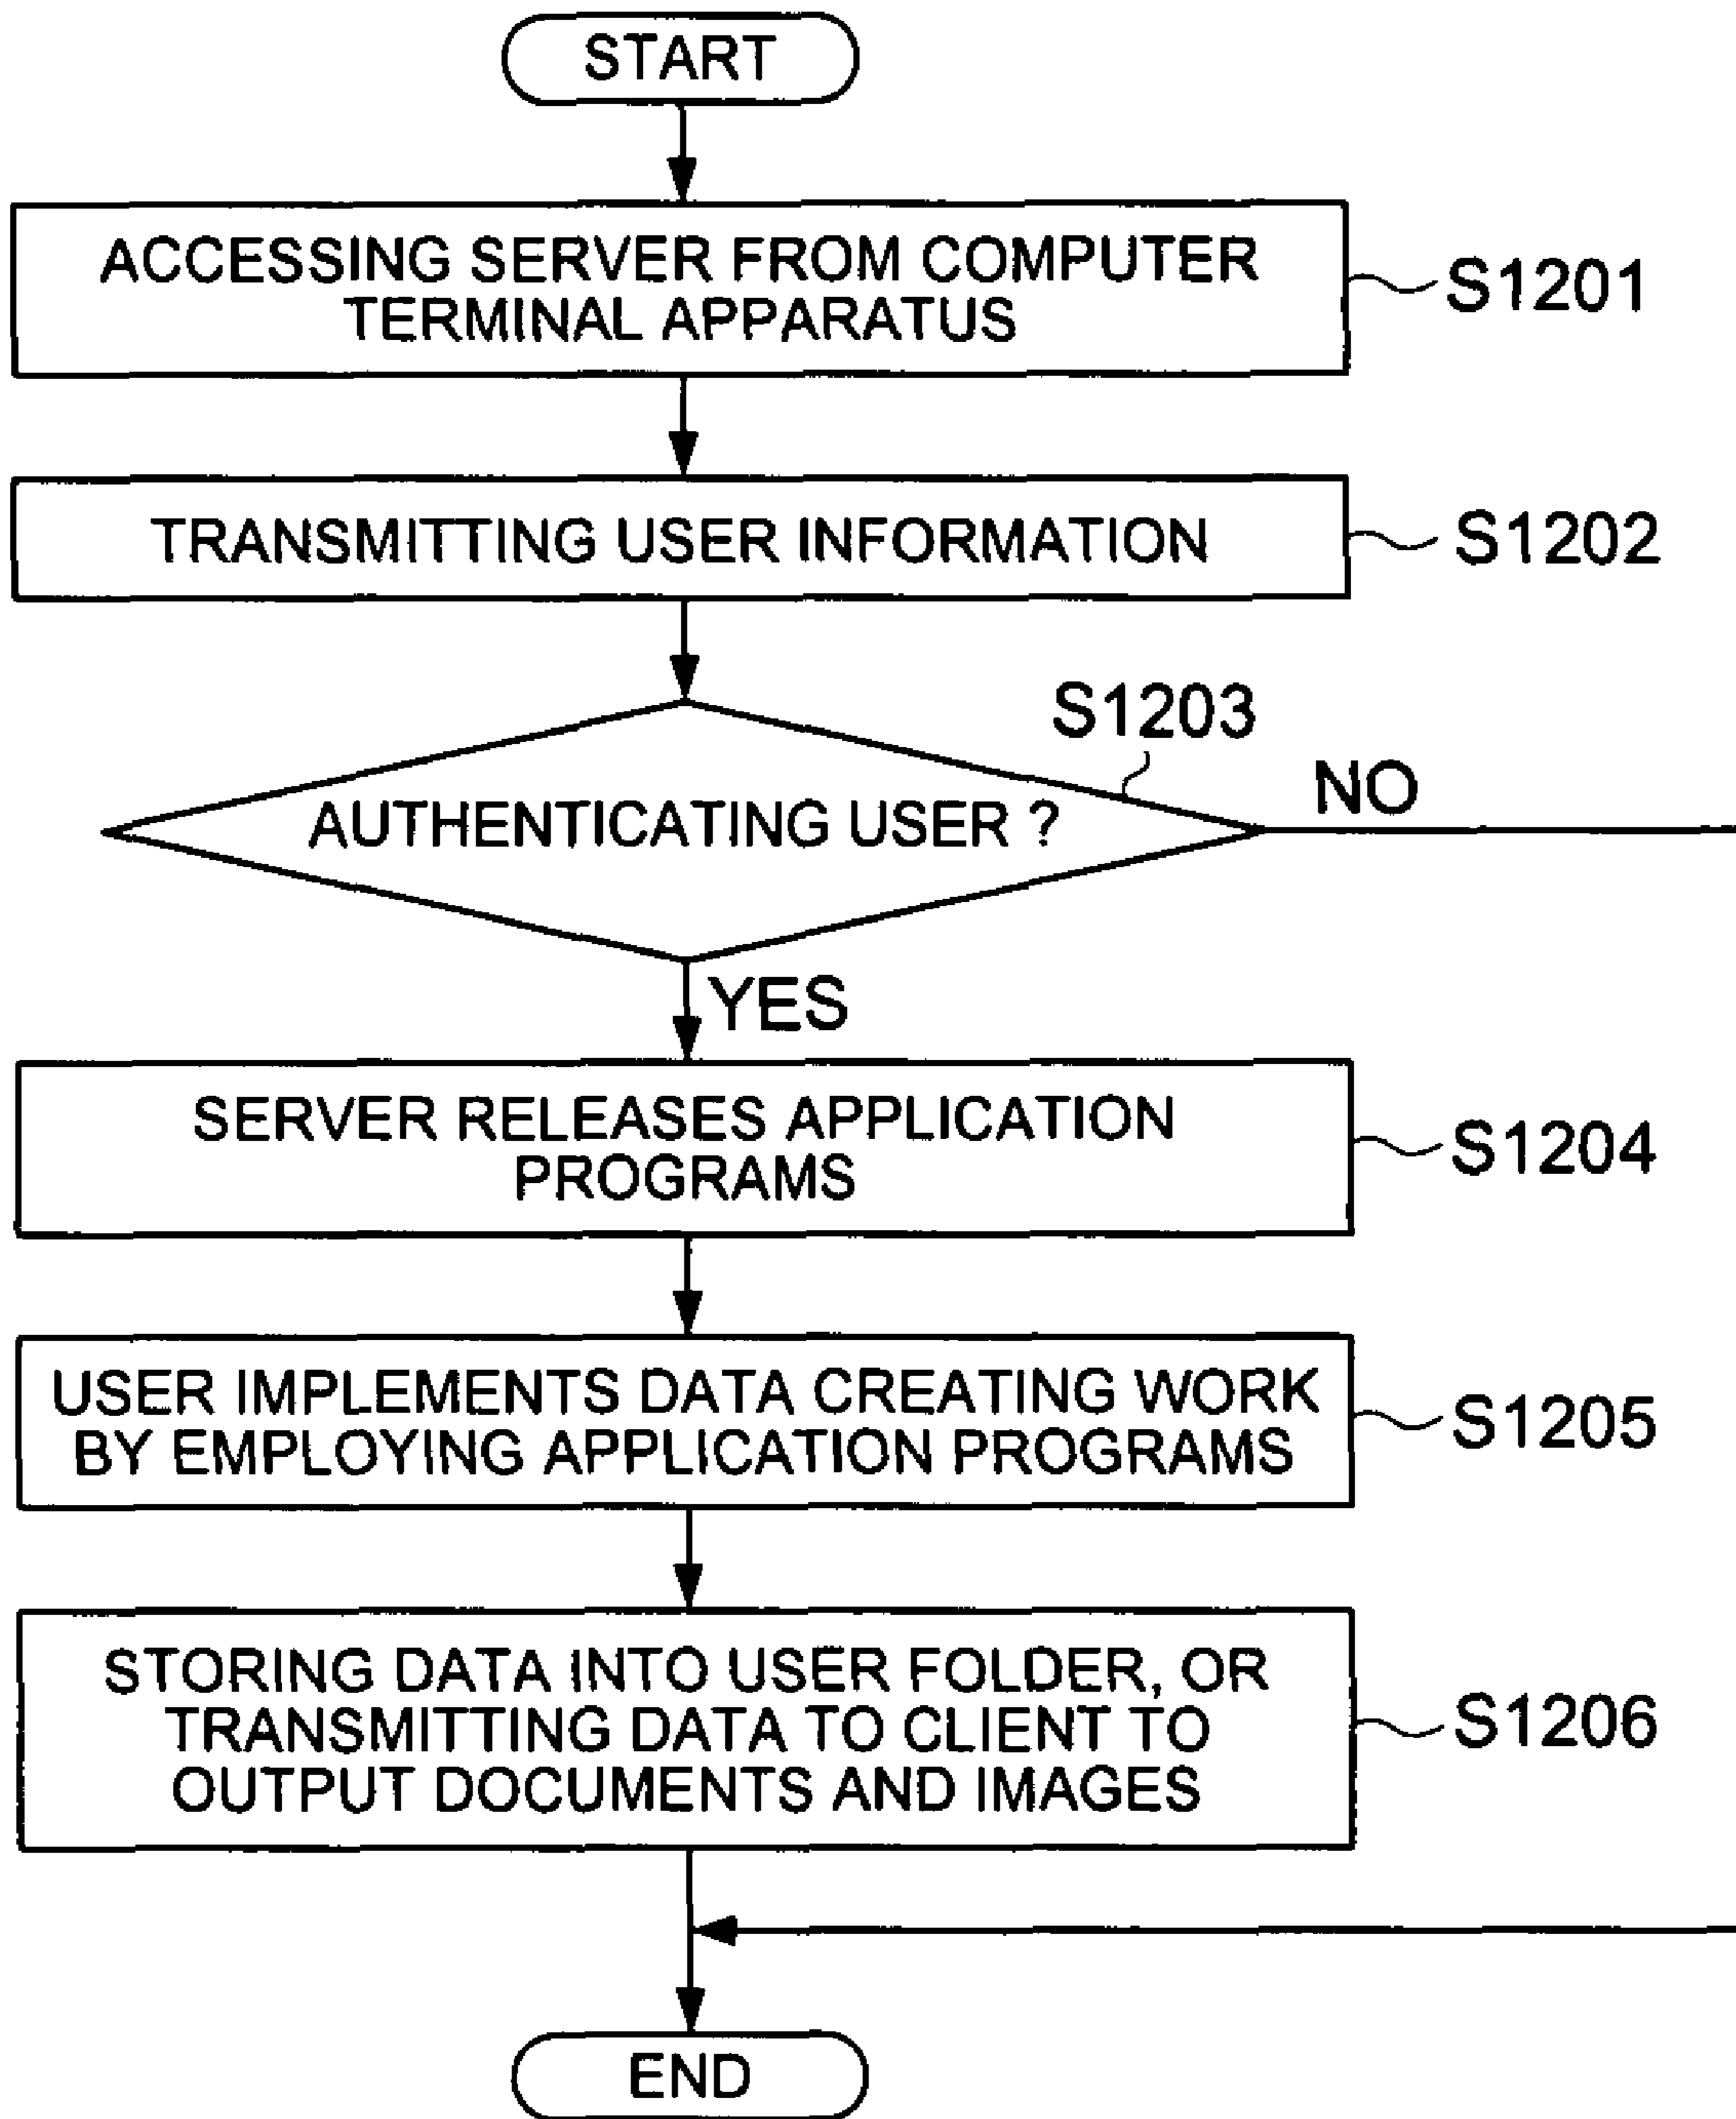 START
ACCESSING SERVER FROM COMPUTER
TERMINAL APPARATUS
S1201
TRANSMITTING USER INFORMATION
S1202
S1203
AUTHENTICATING USER ?
NO
YES
SERVER RELEASES APPLICATION
PROGRAMS
S1204
USER IMPLEMENTS DATA CREATING WORK
BY EMPLOYING APPLICATION PROGRAMS
S1205
STORING DATA INTO USER FOLDER, OR
TRANSMITTING DATA TO CLIENT TO
OUTPUT DOCUMENTS AND IMAGES
S1206
END